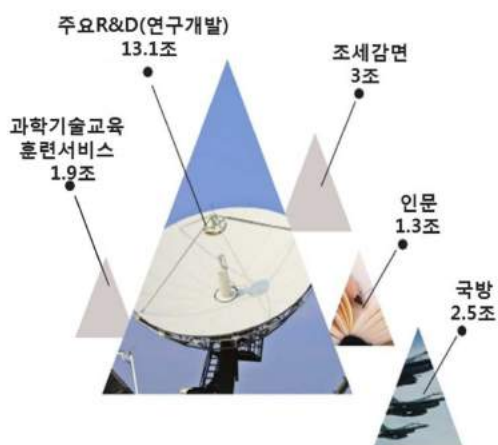 주요R&D(연구개발)
13.1조
조세감면
3조
과학기술교육
훈련서비스
1.9조
인문
1.3조
국방
2.5조